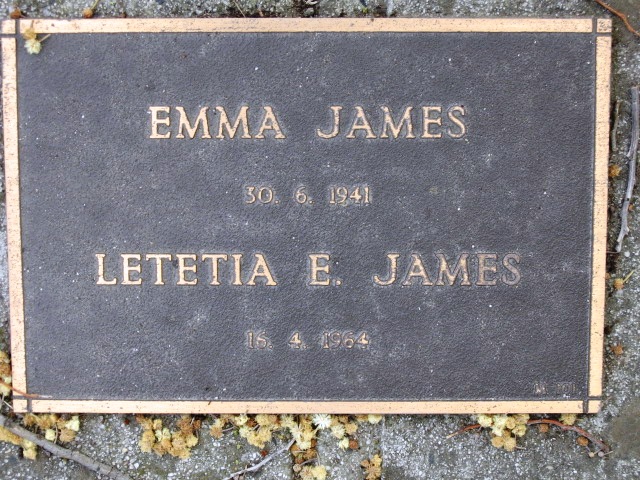 EMMA JAMES
30. 6. 1941
LETETIA E. JAMES
16. 4. 1964